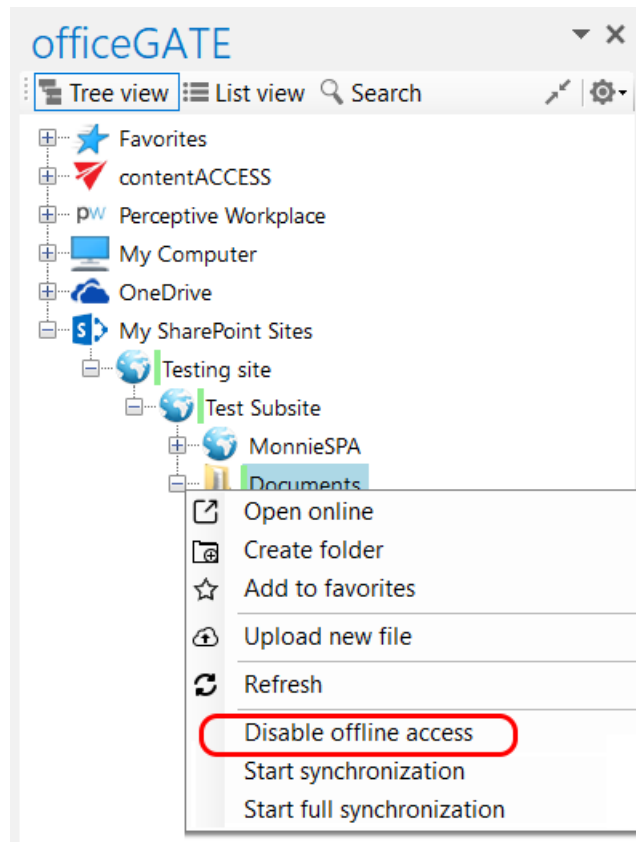 officeGATE
Tree view List view Search
Favorites
contentACCESS
pw Perceptive Workplace
My Computer
OneDrive
S My SharePoint Sites
Testing site
Test Subsite
MonnieSPA
Documents
Open online
Create folder
Add to favorites
Upload new file
Refresh
Disable offline access
Start synchronization
Start full synchronization